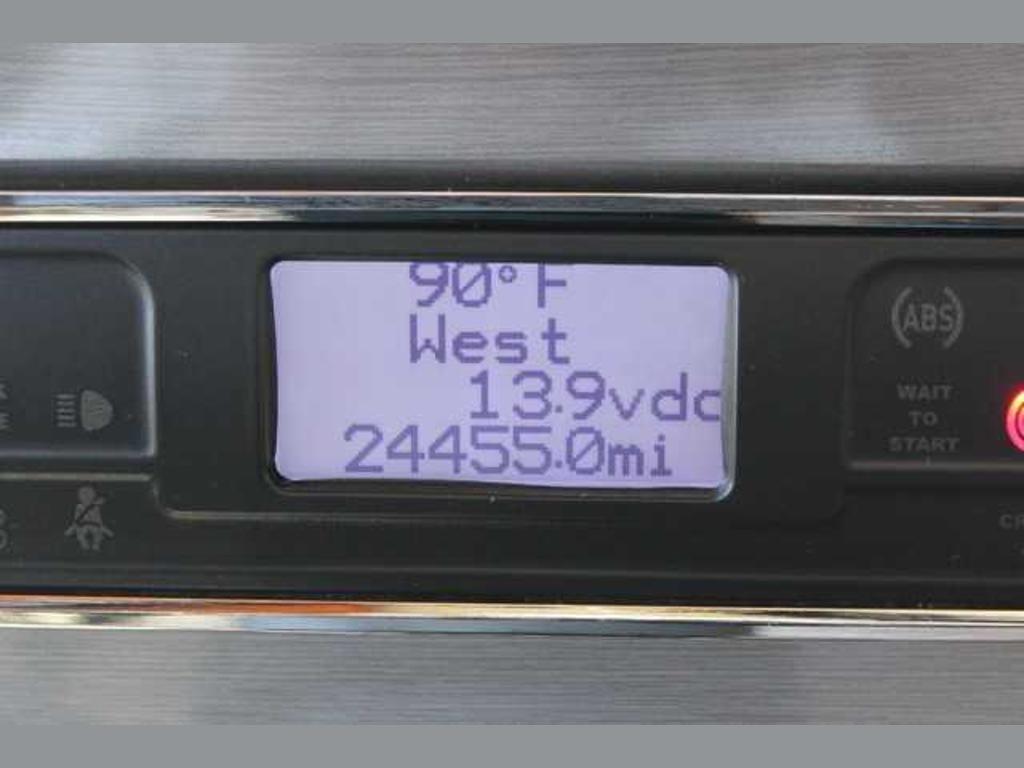 90°F
West
13.9vdc
24455.0mi
(ABS)
WAIT
TO
START